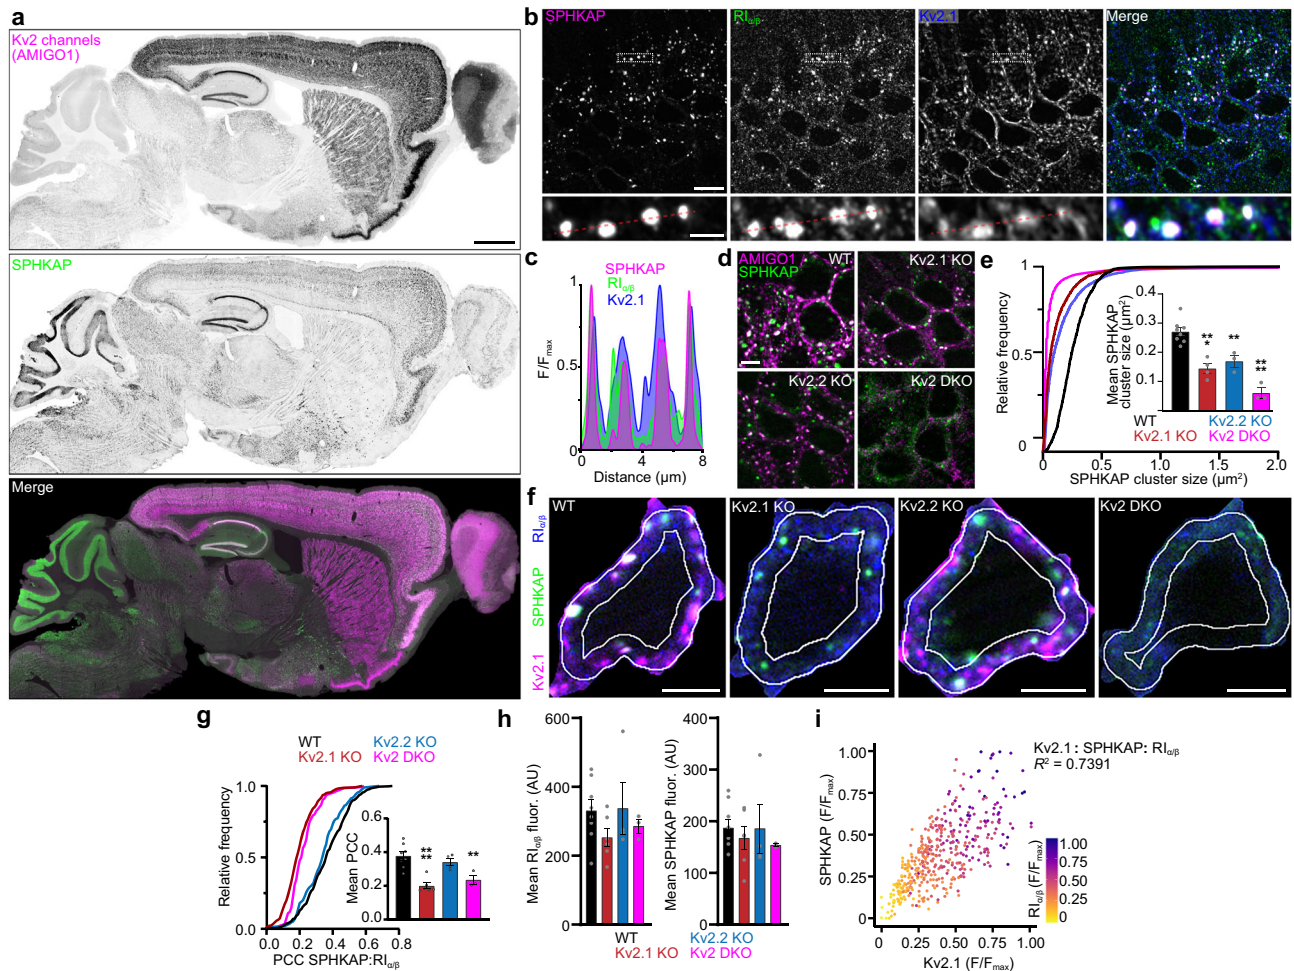 a
Kv2 channels
(AMIGO1)
SPHKAP
Merge
b
SPHKAP
RIα/β
Kv2.1
Merge
c
SPHKAP
RIα/β
Kv2.1
F/Fmax
1
0.5
0
0 2 4 6 8
Distance (µm)
d
AMIGO1
SPHKAP
WT
Kv2.1 KO
Kv2.2 KO
Kv2 DKO
e
Relative frequency
1
0.5
0
Mean SPHKAP
cluster size (µm²)
0.4
0.3
0.2
0.1
**
*
**
**
**
WT
Kv2.2 KO
Kv2.1 KO
Kv2 DKO
0 0.5 1.0 1.5 2.0
SPHKAP cluster size (µm²)
f
Kv2.1 SPHKAP RIα/β
WT
Kv2.1 KO
Kv2.2 KO
Kv2 DKO
g
WT
Kv2.2 KO
Kv2.1 KO
Kv2 DKO
Relative frequency
1.0
0.5
0.0
Mean PCC
0.6
0.4
0.2
0.0
**
**
**
0.0 0.2 0.4 0.6 0.8
PCC SPHKAP:RIα/β
h
Mean RIα/β fluor. (AU)
600
400
200
0
Mean SPHKAP fluor. (AU)
400
300
200
100
0
WT
Kv2.2 KO
Kv2.1 KO
Kv2 DKO
i
Kv2.1 : SPHKAP: RIα/β
R² = 0.7391
SPHKAP (F/Fmax)
1.00
0.75
0.50
0.25
0
0 0.25 0.50 0.75 1.00
Kv2.1 (F/Fmax)
RIα/β (F/Fmax)
1.00
0.75
0.50
0.25
0